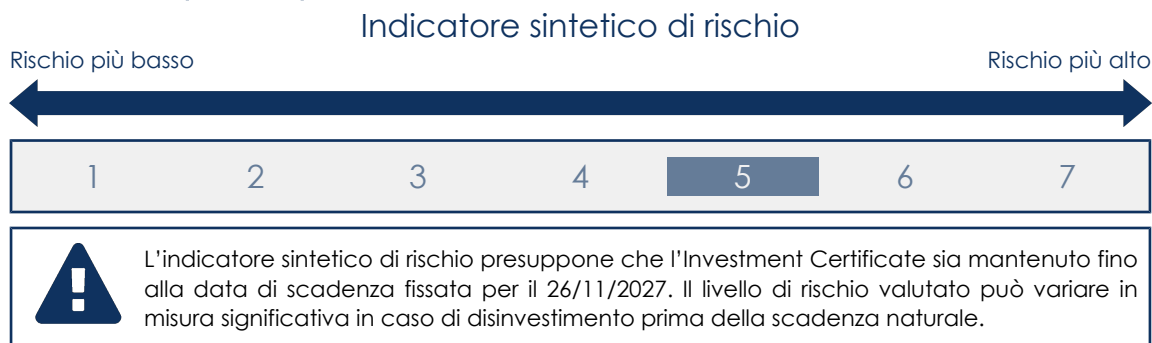 Indicatore sintetico di rischio
Rischio più basso
Rischio più alto
1 2 3 4 5 6 7
L'indicatore sintetico di rischio presuppone che l'Investment Certificate sia mantenuto fino
alla data di scadenza fissata per il 26/11/2027. Il livello di rischio valutato può variare in
misura significativa in caso di disinvestimento prima della scadenza naturale.